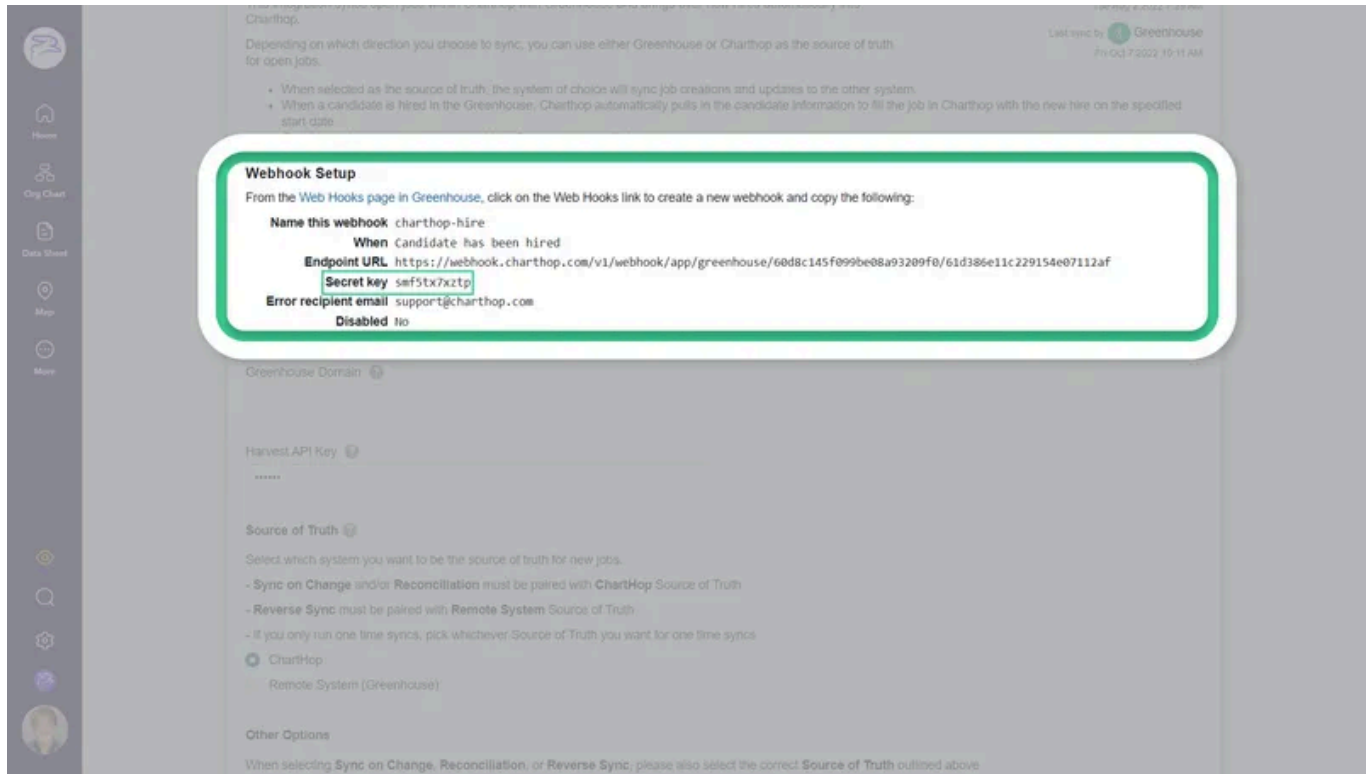 Charthop.
Depending on which direction you choose to sync, you can use either Greenhouse or Charthop as the source of truth
for open jobs.
Last sync by Greenhouse
Fri Oct 7 2022 10:11 AM
• When selected as the source of truth, the system of choice will sync job creations and updates to the other system.
• When a candidate is hired in the Greenhouse, Charthop automatically pulls in the candidate information to fill the job in Charthop with the new hire on the specified
start date
Home
Org Chart
Data Sheet
Map
More
Webhook Setup
From the Web Hooks page in Greenhouse, click on the Web Hooks link to create a new webhook and copy the following:
Name this webhook charthop-hire
When Candidate has been hired
Endpoint URL https://webhook.charthop.com/v1/webhook/app/greenhouse/60d8c145f099be08a93209f0/61d386e11c229154e07112af
Secret key smf5tx7xztp
Error recipient email support@charthop.com
Disabled No
Greenhouse Domain
Harvest API Key
••••••
Source of Truth
Select which system you want to be the source of truth for new jobs.
- Sync on Change and/or Reconciliation must be paired with ChartHop Source of Truth
- Reverse Sync must be paired with Remote System Source of Truth
- If you only run one time syncs, pick whichever Source of Truth you want for one time syncs
ChartHop
Remote System (Greenhouse)
Other Options
When selecting Sync on Change, Reconciliation, or Reverse Sync, please also select the correct Source of Truth outlined above